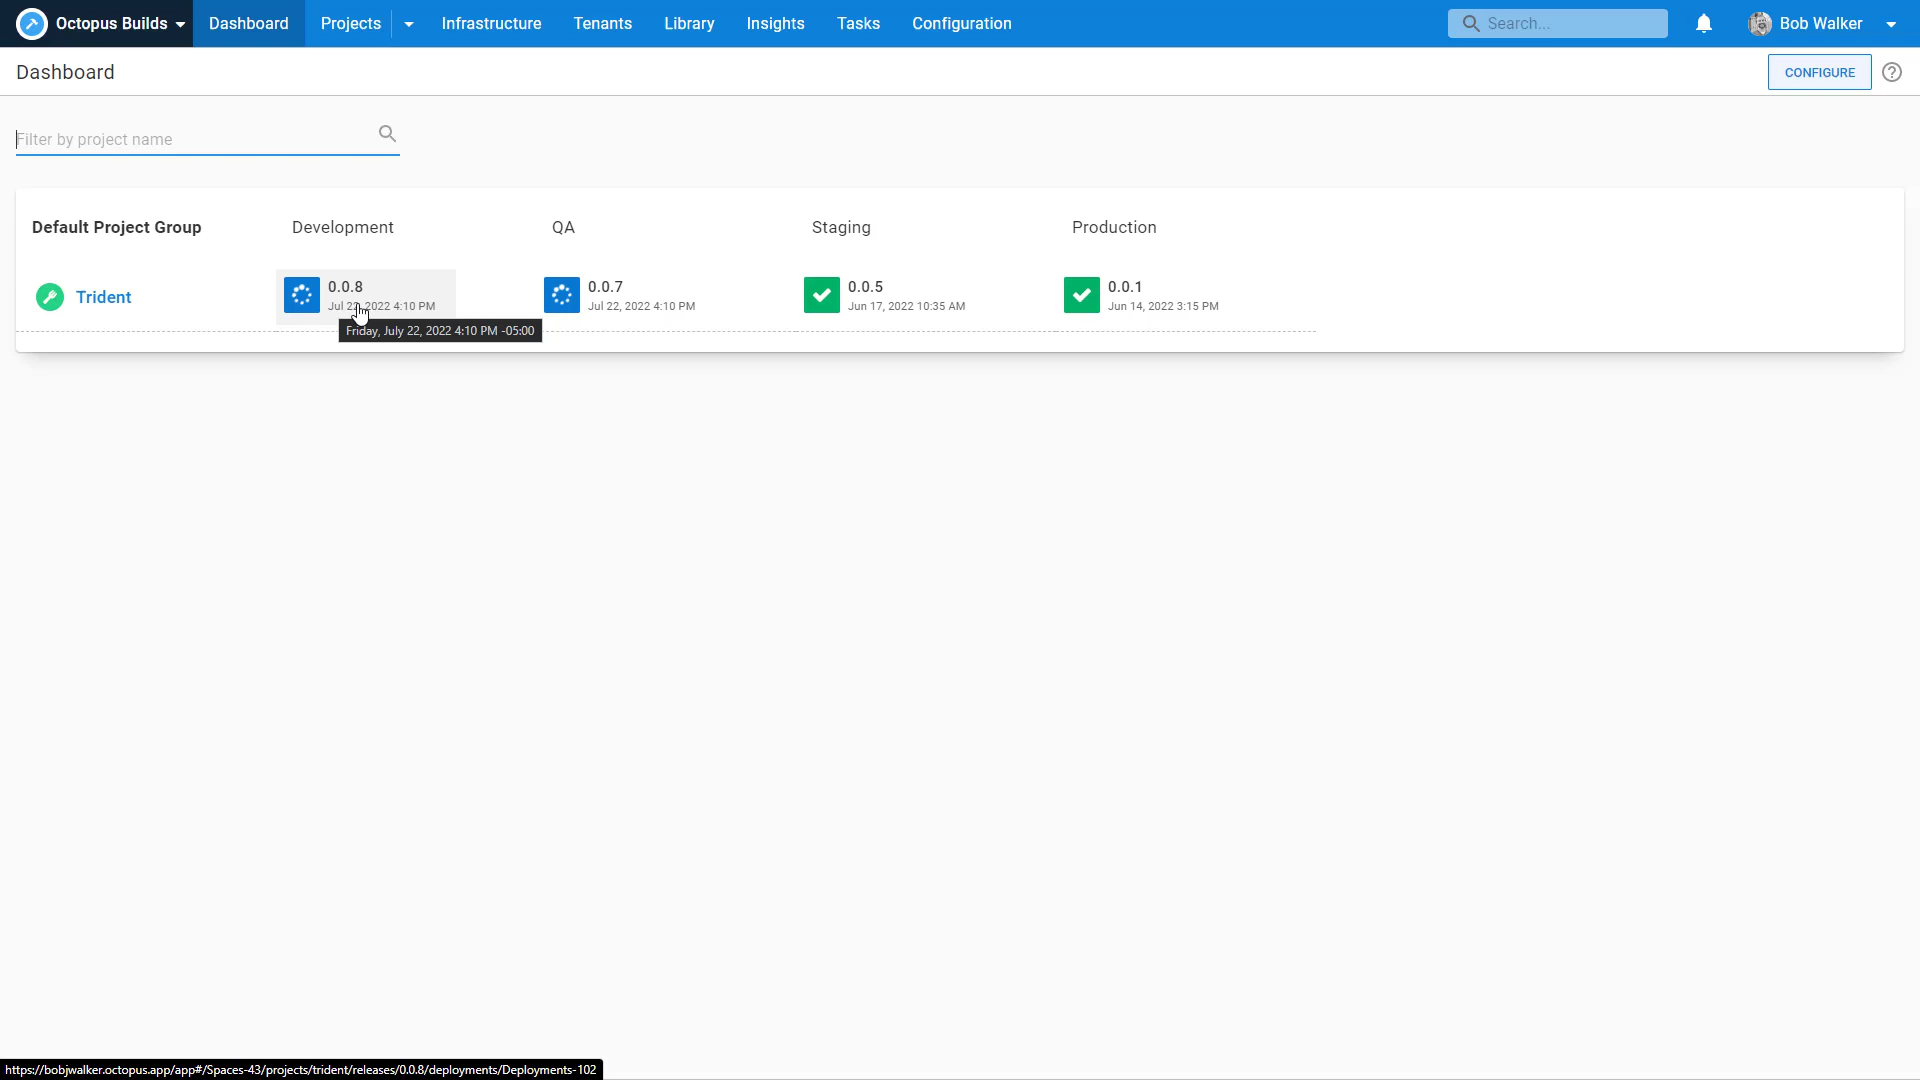 Octopus Builds
Dashboard
Projects
Infrastructure
Tenants
Library
Insights
Tasks
Configuration
Search...
Bob Walker
Dashboard
CONFIGURE
Filter by project name
Default Project Group
Development
QA
Staging
Production
Trident
0.0.8
Jul 22, 2022 4:10 PM
0.0.7
Jul 22, 2022 4:10 PM
0.0.5
Jun 17, 2022 10:35 AM
0.0.1
Jun 14, 2022 3:15 PM
Friday, July 22, 2022 4:10 PM -05:00
https://bobjwalker.octopus.app/app#/Spaces-43/projects/trident/releases/0.0.8/deployments/Deployments-102